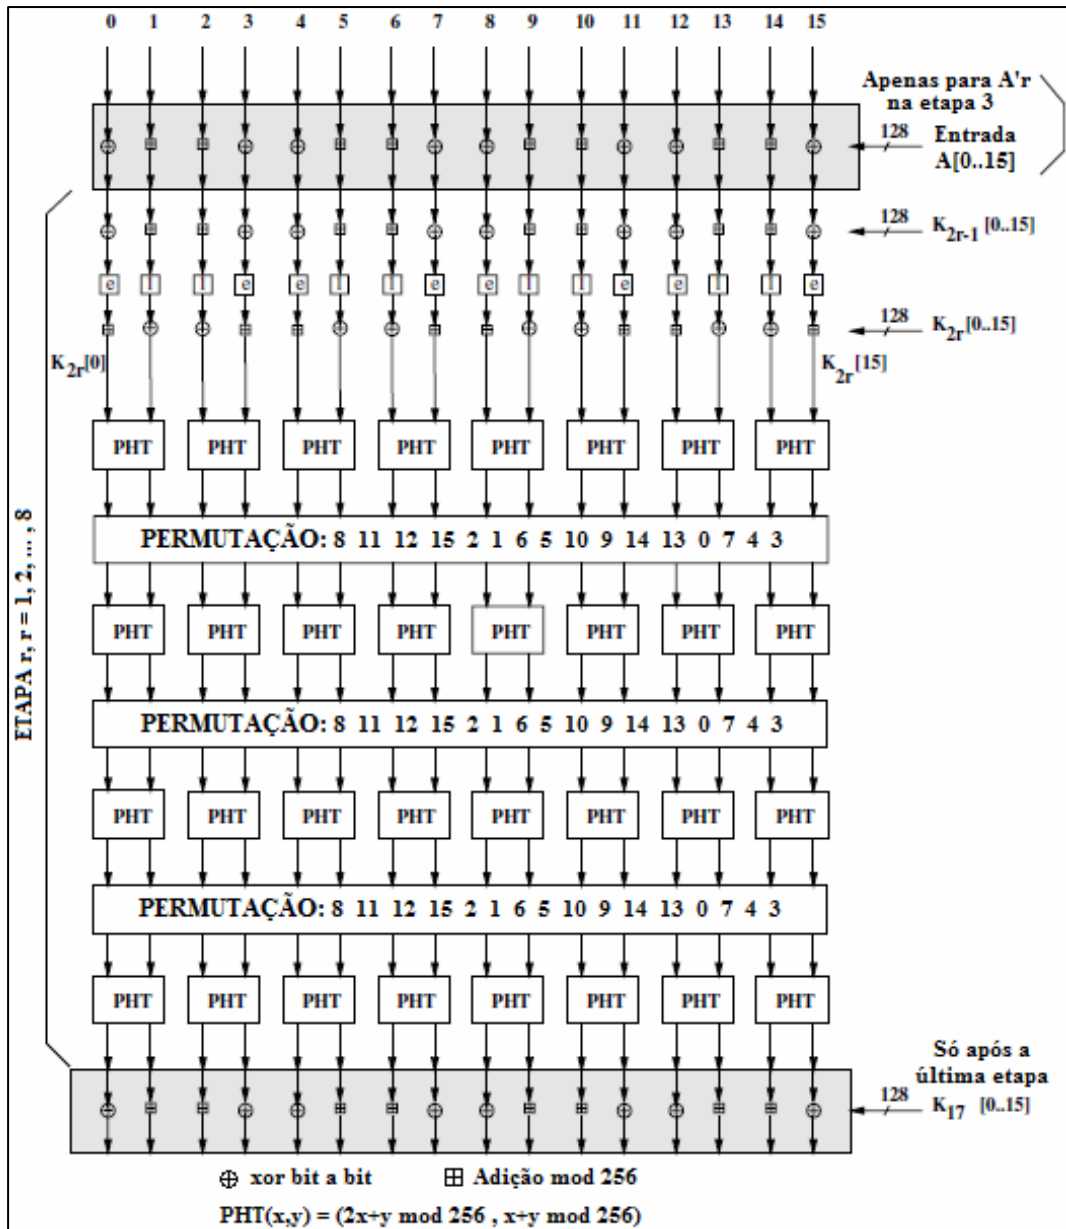 0 1 2 3 4 5 6 7 8 9 10 11 12 13 14 15
Apenas para A'r
na etapa 3
128
Entrada
A[0..15]
128
K2r-1 [0..15]
e l l e e l l e e l l e e l l e
128
K2r [0..15]
K2r[0]
K2r[15]
PHT PHT PHT PHT PHT PHT PHT PHT
PERMUTAÇÃO: 8 11 12 15 2 1 6 5 10 9 14 13 0 7 4 3
PHT PHT PHT PHT PHT PHT PHT PHT
ETAPA r, r = 1, 2, ... , 8
PERMUTAÇÃO: 8 11 12 15 2 1 6 5 10 9 14 13 0 7 4 3
PHT PHT PHT PHT PHT PHT PHT PHT
PERMUTAÇÃO: 8 11 12 15 2 1 6 5 10 9 14 13 0 7 4 3
PHT PHT PHT PHT PHT PHT PHT PHT
Só após a
última etapa
128
K17 [0..15]
⊕ xor bit a bit ⊞ Adição mod 256
PHT(x,y) = (2x+y mod 256 , x+y mod 256)